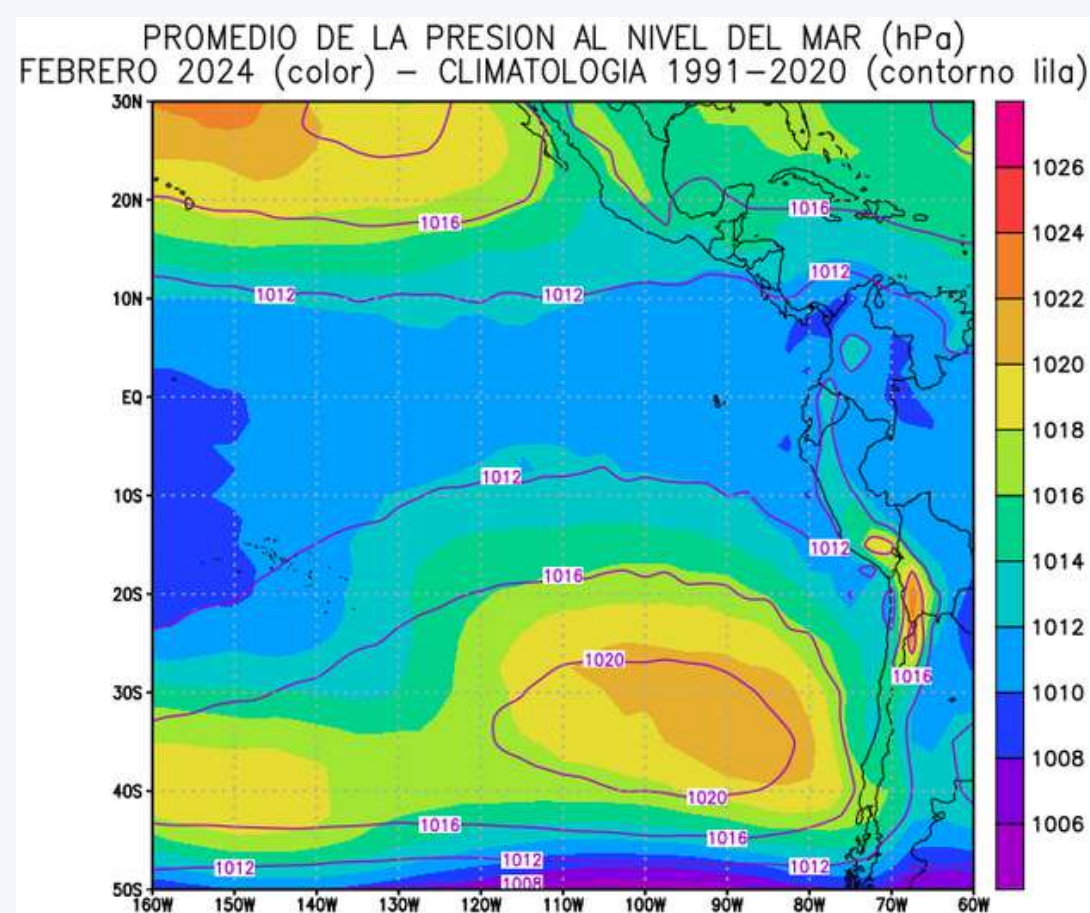 PROMEDIO DE LA PRESION AL NIVEL DEL MAR (hPa)
FEBRERO 2024 (color) – CLIMATOLOGIA 1991–2020 (contorno lila)
30N
1026
20N
1016
1016
1024
1012
1012
1012
10N
1022
1020
EQ
1018
1012
10S
1016
1012
1016
1014
20S
1012
1020
1016
30S
1010
1008
40S
1020
1016
1016
1006
1012
1012
1012
1008
50S
160W 150W 140W 130W 120W 110W 100W 90W 80W 70W 60W